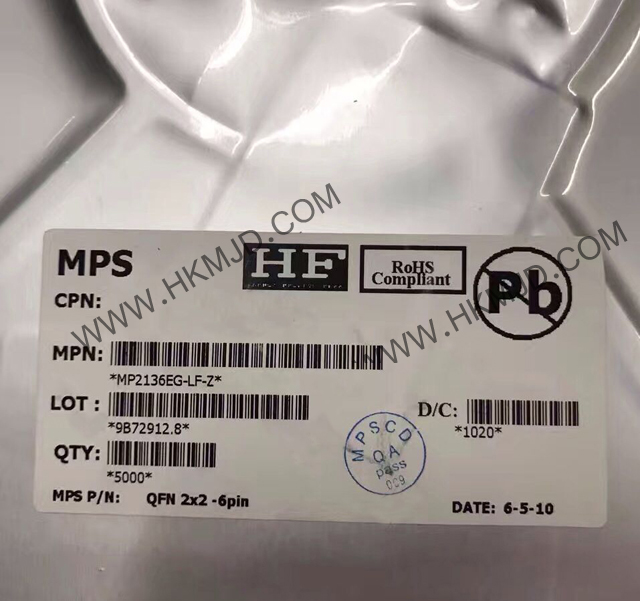 MPS
HF
RoHS
Compliant
Pb
CPN:
MPN:
*MP2136EG-LF-Z*
LOT :
*9B72912.8*
D/C:
*1020*
QTY:
*5000*
MPSCD
QA
Pass
MPS P/N: QFN 2x2 -6pin
DATE: 6-5-10
WWW.HKMJD.COM
WWW.HKMJD.COM